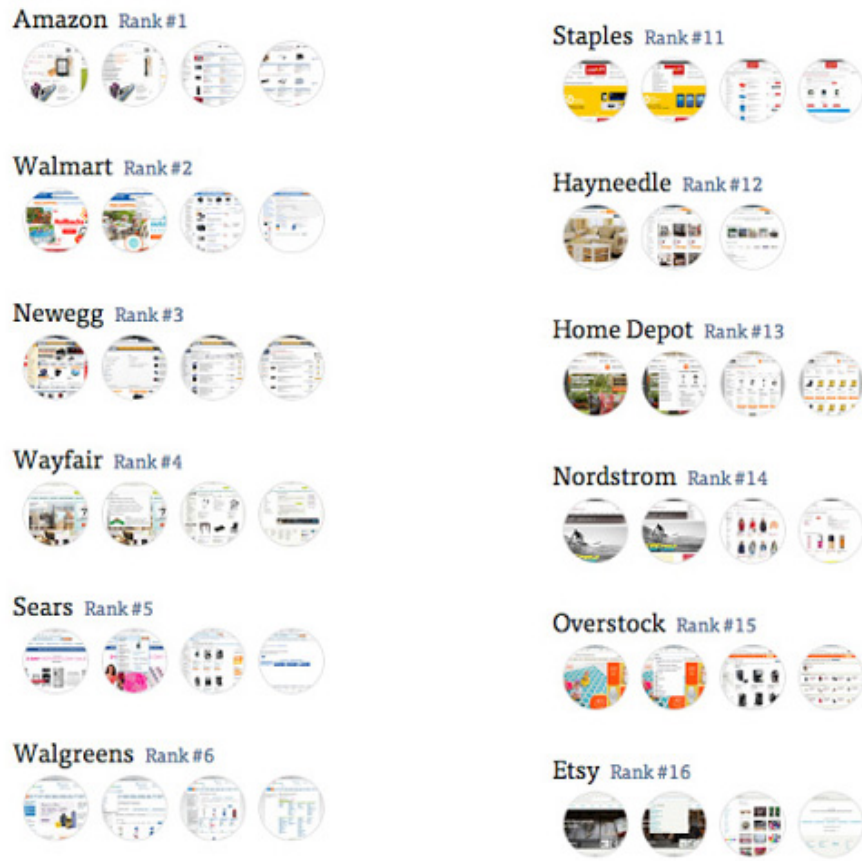 Amazon Rank #1
Walmart Rank #2
Newegg Rank #3
Wayfair Rank #4
Sears Rank #5
Walgreens Rank #6
Staples Rank #11
Hayneedle Rank #12
Home Depot Rank #13
Nordstrom Rank #14
Overstock Rank #15
Etsy Rank #16